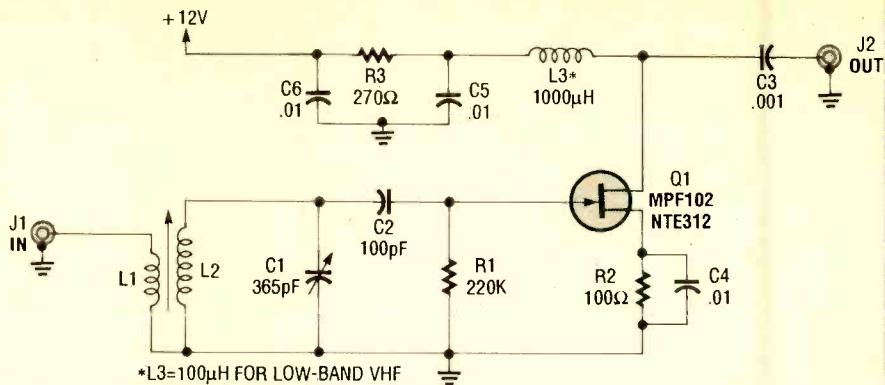 +12V
C6
.01
R3
270Ω
C5
.01
L3*
1000µH
C3
.001
J2
OUT
Q1
MPF102
NTE312
J1
IN
L1
L2
C1
365pF
C2
100pF
R1
220K
R2
100Ω
C4
.01
*L3=100µH FOR LOW-BAND VHF